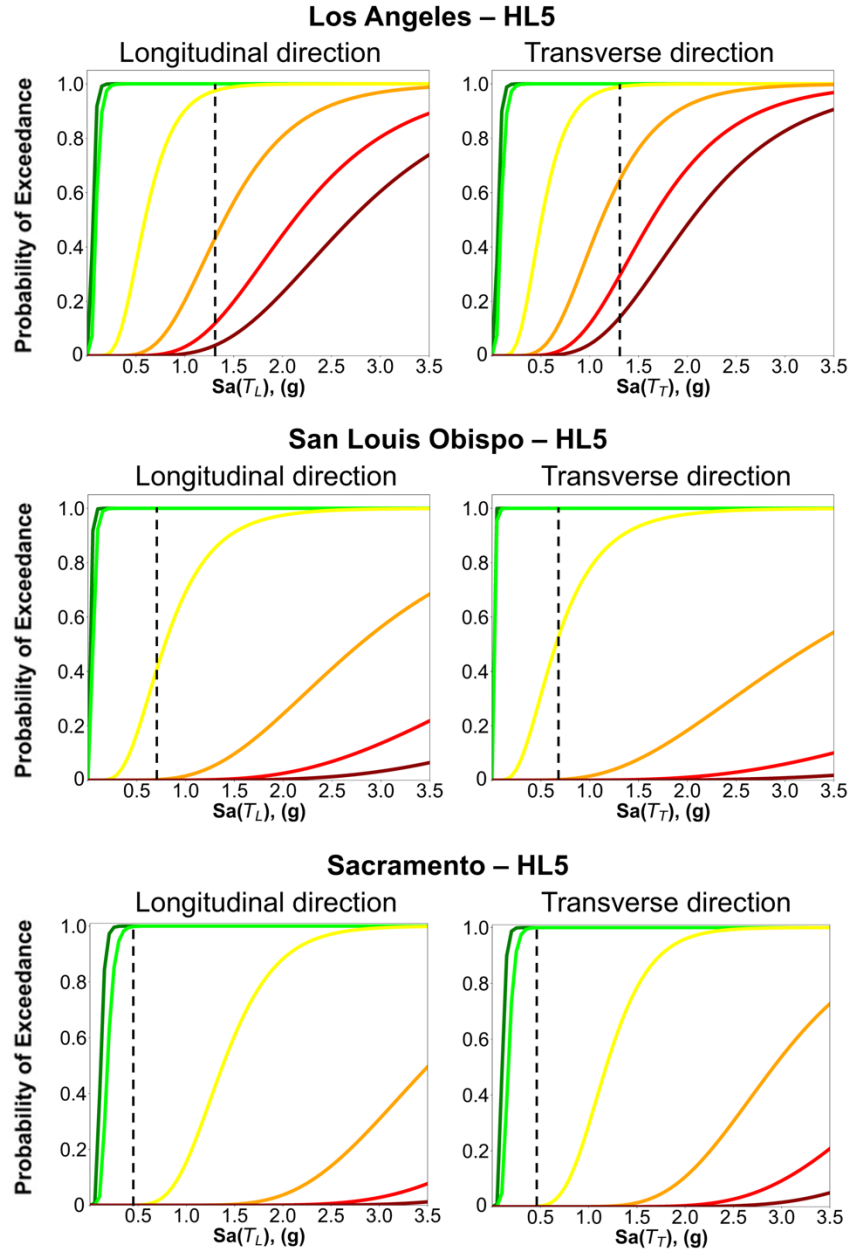 Los Angeles – HL5
Longitudinal direction
Transverse direction
Probability of Exceedance
1.0
0.8
0.6
0.4
0.2
0
0.5 1.0 1.5 2.0 2.5 3.0 3.5
Sa(T_L), (g)
1.0
0.8
0.6
0.4
0.2
0
0.5 1.0 1.5 2.0 2.5 3.0 3.5
Sa(T_T), (g)
San Louis Obispo – HL5
Longitudinal direction
Transverse direction
Probability of Exceedance
1.0
0.8
0.6
0.4
0.2
0
0.5 1.0 1.5 2.0 2.5 3.0 3.5
Sa(T_L), (g)
1.0
0.8
0.6
0.4
0.2
0
0.5 1.0 1.5 2.0 2.5 3.0 3.5
Sa(T_T), (g)
Sacramento – HL5
Longitudinal direction
Transverse direction
Probability of Exceedance
1.0
0.8
0.6
0.4
0.2
0
0.5 1.0 1.5 2.0 2.5 3.0 3.5
Sa(T_L), (g)
1.0
0.8
0.6
0.4
0.2
0
0.5 1.0 1.5 2.0 2.5 3.0 3.5
Sa(T_T), (g)